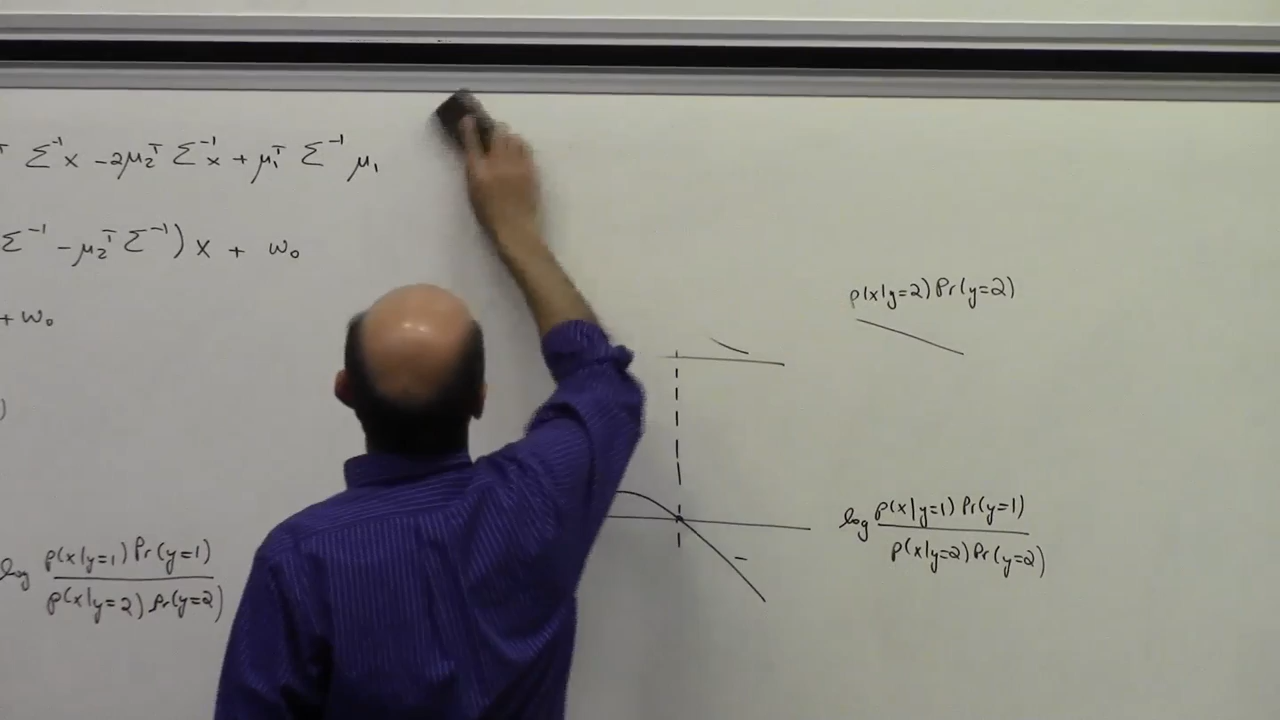 Σ⁻¹x − 2μ₂ᵀ Σ⁻¹x + μ₁ᵀ Σ⁻¹ μ₁
Σ⁻¹ − μ₂ᵀ Σ⁻¹) x + w₀
+ w₀
)
p(x|y=2) Pr(y=2)
log p(x|y=1) Pr(y=1)
p(x|y=2) Pr(y=2)
−
log p(x|y=1) Pr(y=1)
p(x|y=2) Pr(y=2)